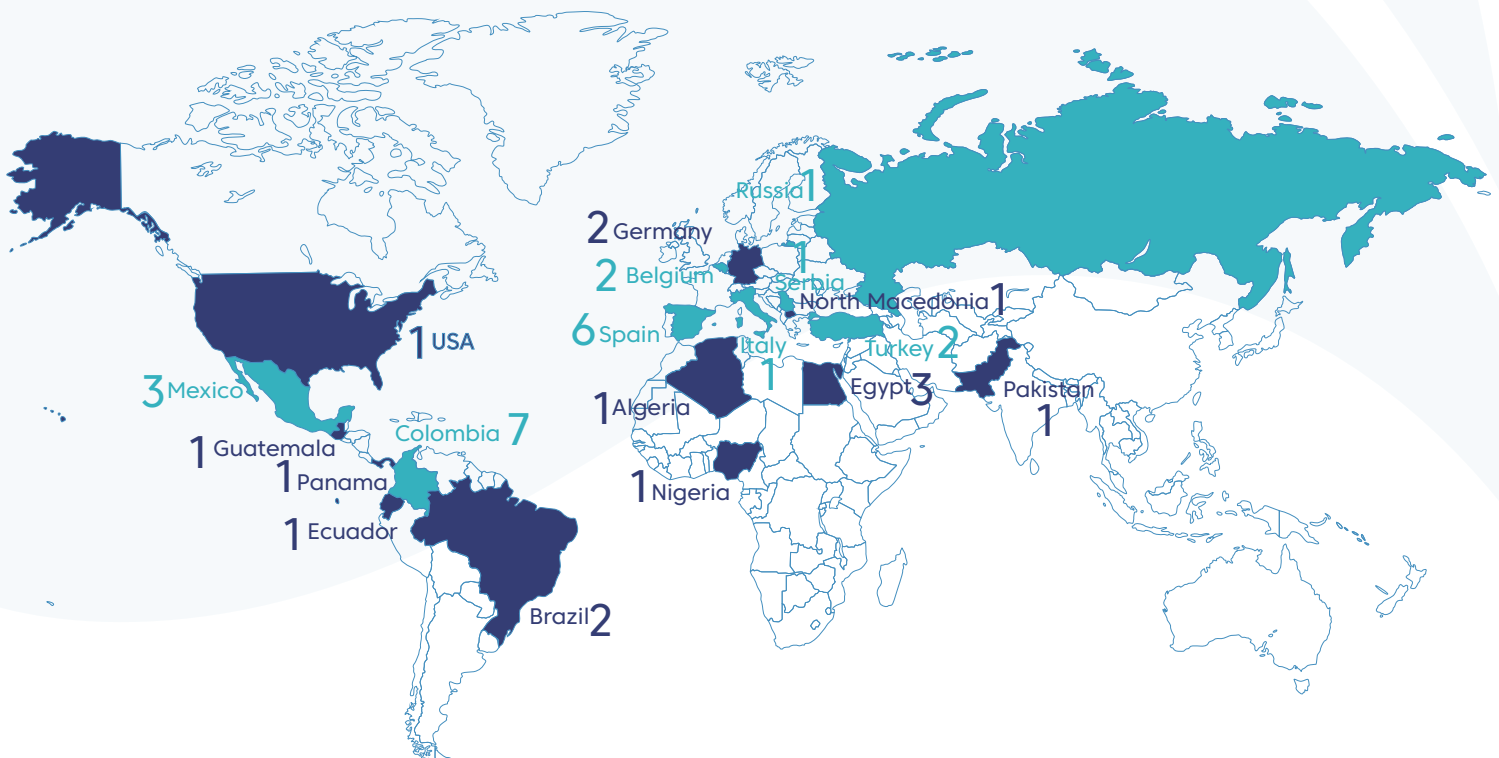 Russia 1
2 Germany
1
Serbia
2 Belgium
North Macedonia 1
6 Spain
1 USA
Italy
1
Turkey 2
3 Mexico
Egypt 3
Pakistan
1
1 Algeria
Colombia 7
1 Guatemala
1 Panama
1 Nigeria
1 Ecuador
Brazil 2